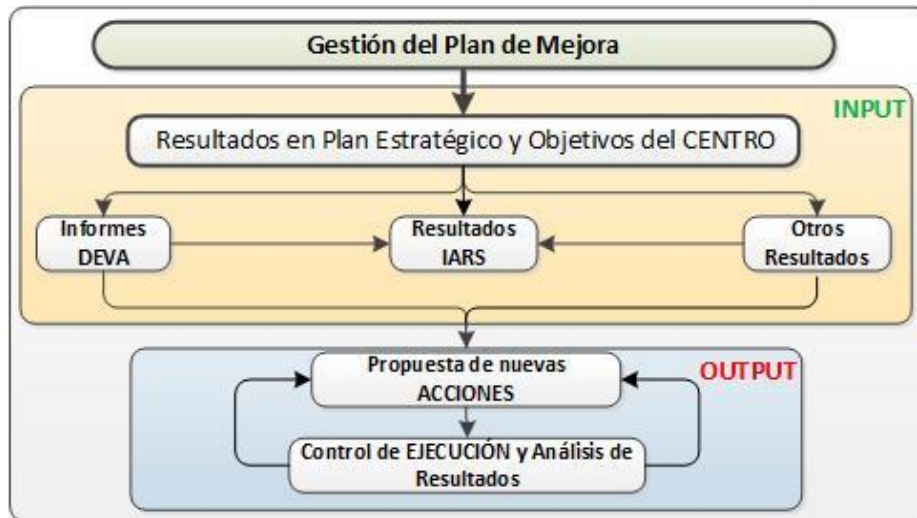 Gestión del Plan de Mejora
INPUT
Resultados en Plan Estratégico y Objetivos del CENTRO
Informes
DEVA
Resultados
IARS
Otros
Resultados
Propuesta de nuevas
ACCIONES
OUTPUT
Control de EJECUCIÓN y Análisis de
Resultados